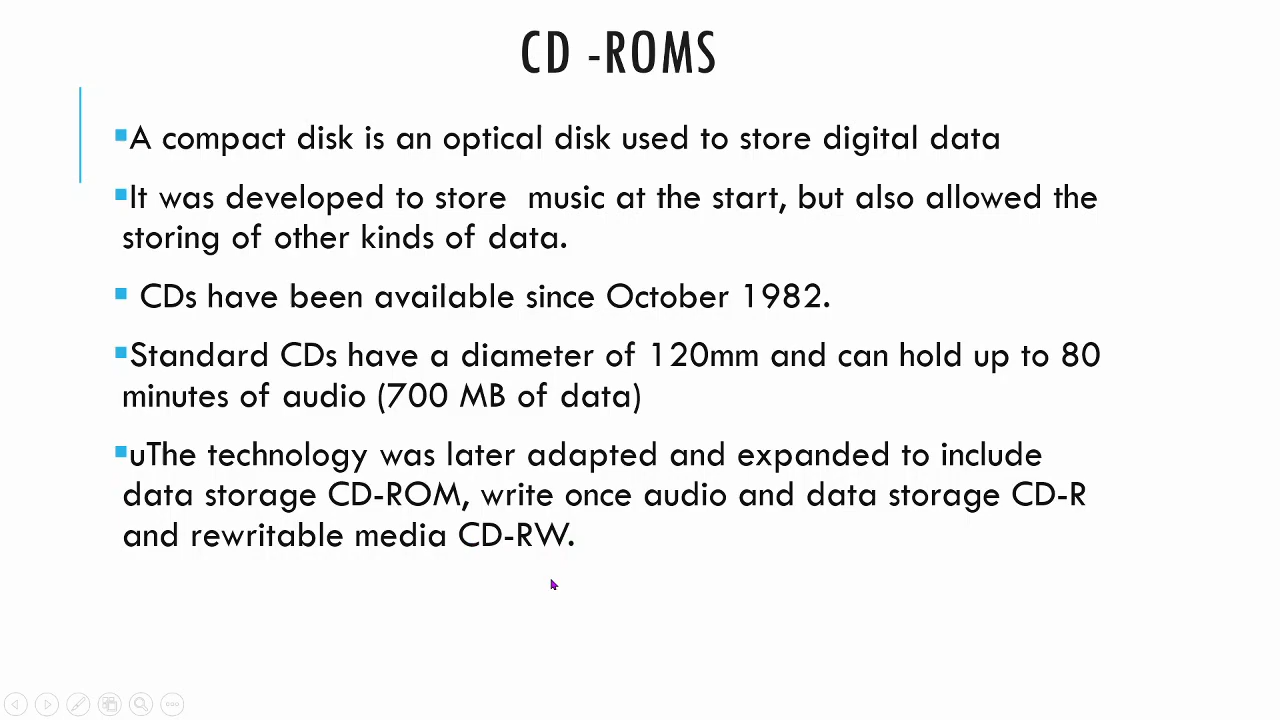 CD -ROMS
▪A compact disk is an optical disk used to store digital data
▪It was developed to store  music at the start, but also allowed the
storing of other kinds of data.
▪ CDs have been available since October 1982.
▪Standard CDs have a diameter of 120mm and can hold up to 80
minutes of audio (700 MB of data)
▪uThe technology was later adapted and expanded to include
data storage CD-ROM, write once audio and data storage CD-R
and rewritable media CD-RW.